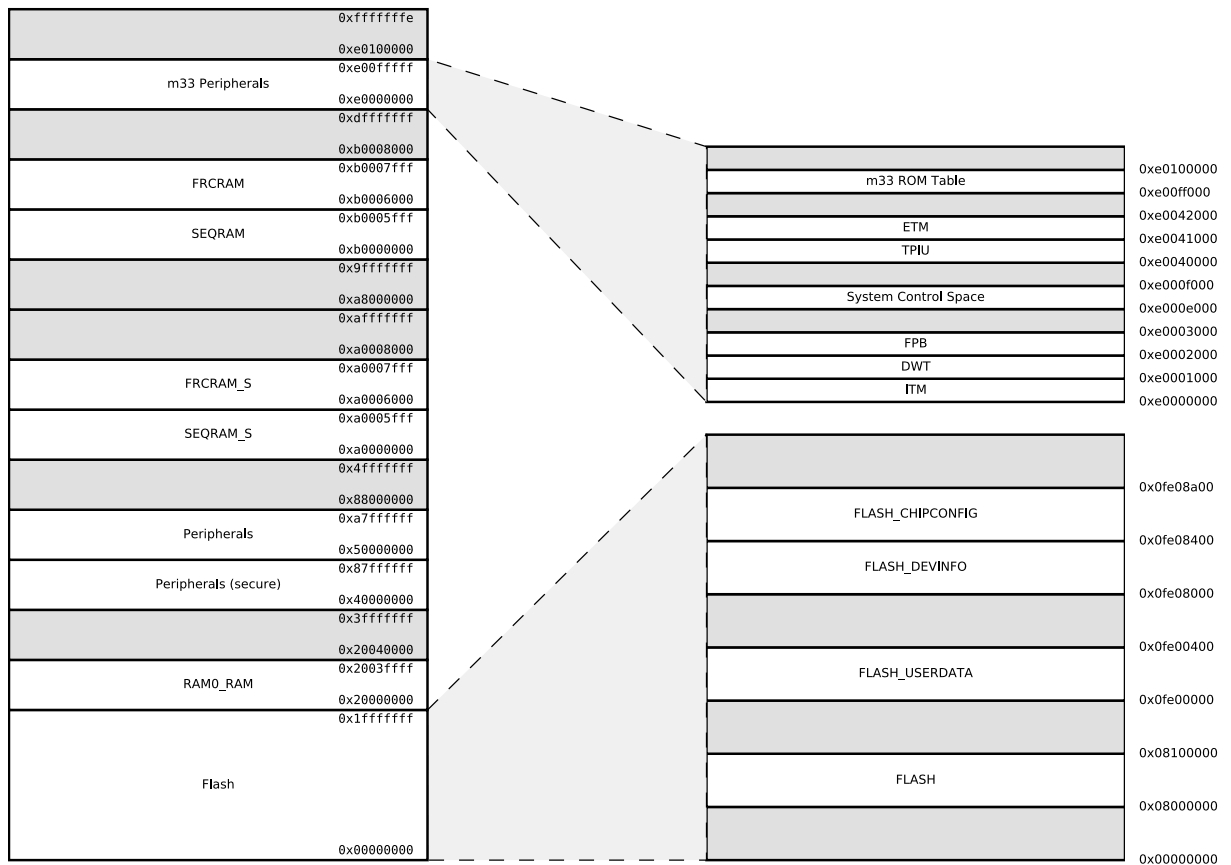 0xfffffffe
0xe0100000
0xe00fffff
m33 Peripherals
0xe0000000
0xdfffffff
0xb0008000
0xb0007fff
FRCRAM
0xb0006000
0xb0005fff
SEQRAM
0xb0000000
0x9fffffff
0xa8000000
0xafffffff
0xa0008000
0xa0007fff
FRCRAM_S
0xa0006000
0xa0005fff
SEQRAM_S
0xa0000000
0x4fffffff
0x88000000
0xa7ffffff
Peripherals
0x50000000
0x87ffffff
Peripherals (secure)
0x40000000
0x3fffffff
0x20040000
0x2003ffff
RAM0_RAM
0x20000000
0x1fffffff
Flash
0x00000000
0xe0100000
m33 ROM Table
0xe00ff000
0xe0042000
ETM
0xe0041000
TPIU
0xe0040000
0xe000f000
System Control Space
0xe000e000
0xe0003000
FPB
0xe0002000
DWT
0xe0001000
ITM
0xe0000000
0x0fe08a00
FLASH_CHIPCONFIG
0x0fe08400
FLASH_DEVINFO
0x0fe08000
0x0fe00400
FLASH_USERDATA
0x0fe00000
0x08100000
FLASH
0x08000000
0x00000000